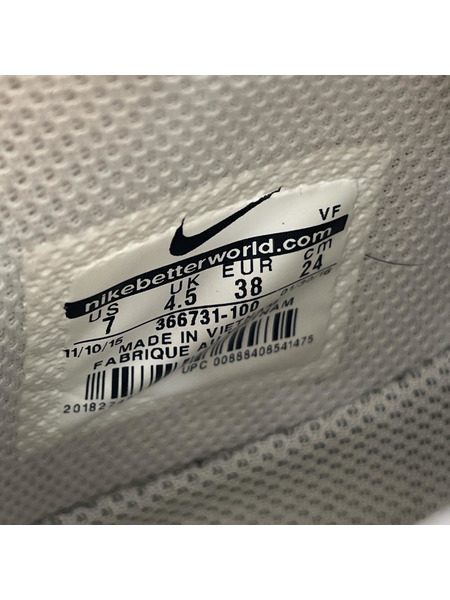 VF
nikebetterworld.com
US UK EUR cm
7 4.5 38 24
366731-100
11/10/15
MADE IN VIETNAM
FABRIQUE
UPC 00888408541475